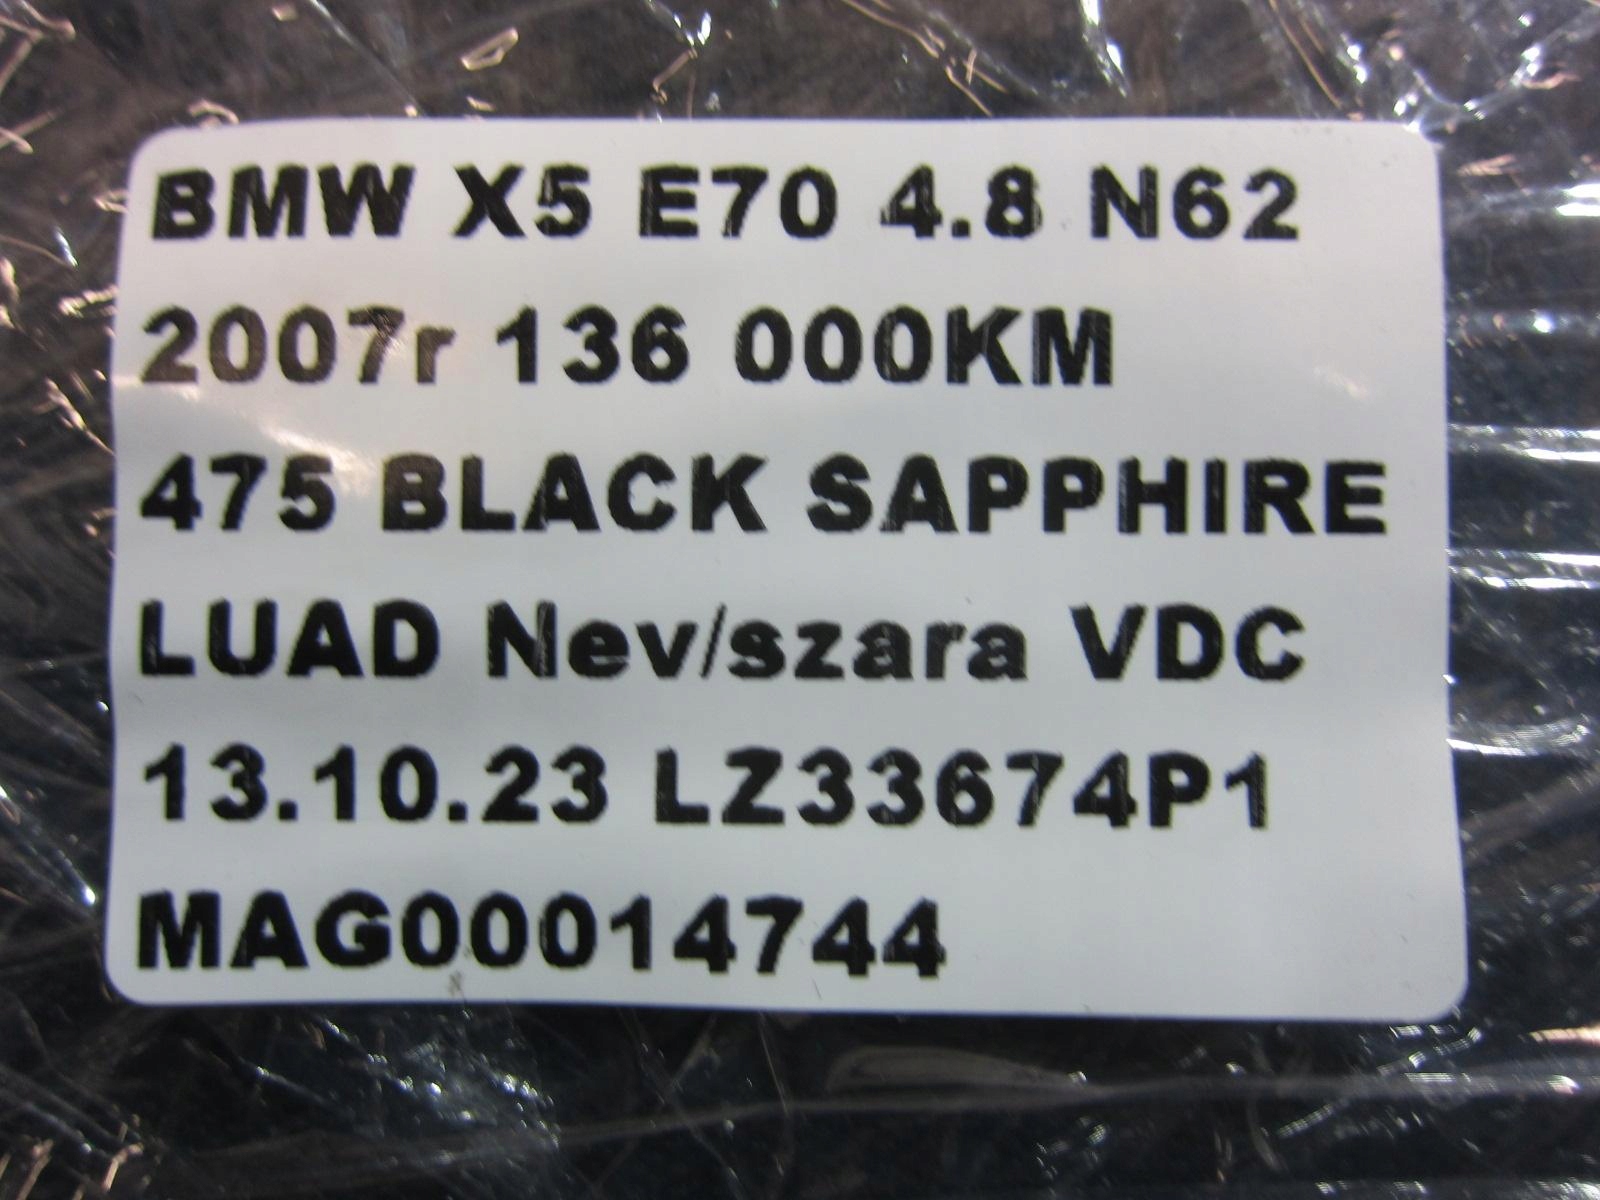 BMW X5 E70 4.8 N62
2007r 136 000KM
475 BLACK SAPPHIRE
LUAD Nev/szara VDC
13.10.23 LZ33674P1
MAG00014744